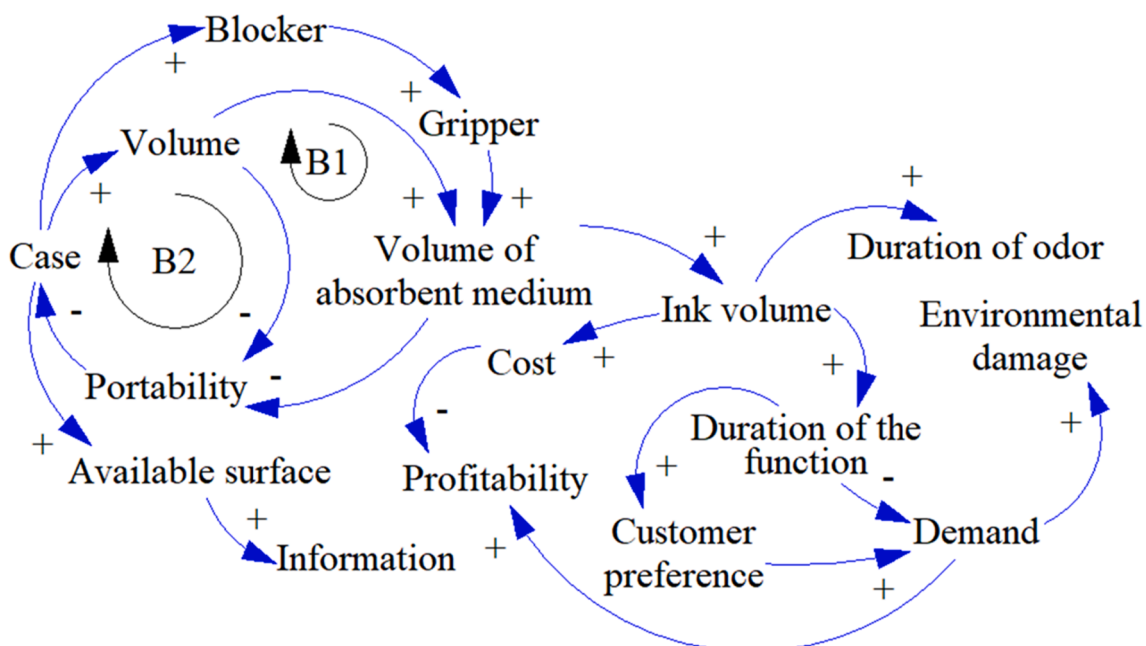 Blocker
+
+
Gripper
Volume
B1
+
+
+
+
Case
B2
Volume of
absorbent medium
+
Duration of odor
-
-
Ink volume
Environmental
damage
Cost
+
+
Portability
-
-
+
Duration of the
function
+
+
Available surface
Profitability
-
+
+
Customer
preference
Demand
Information
+